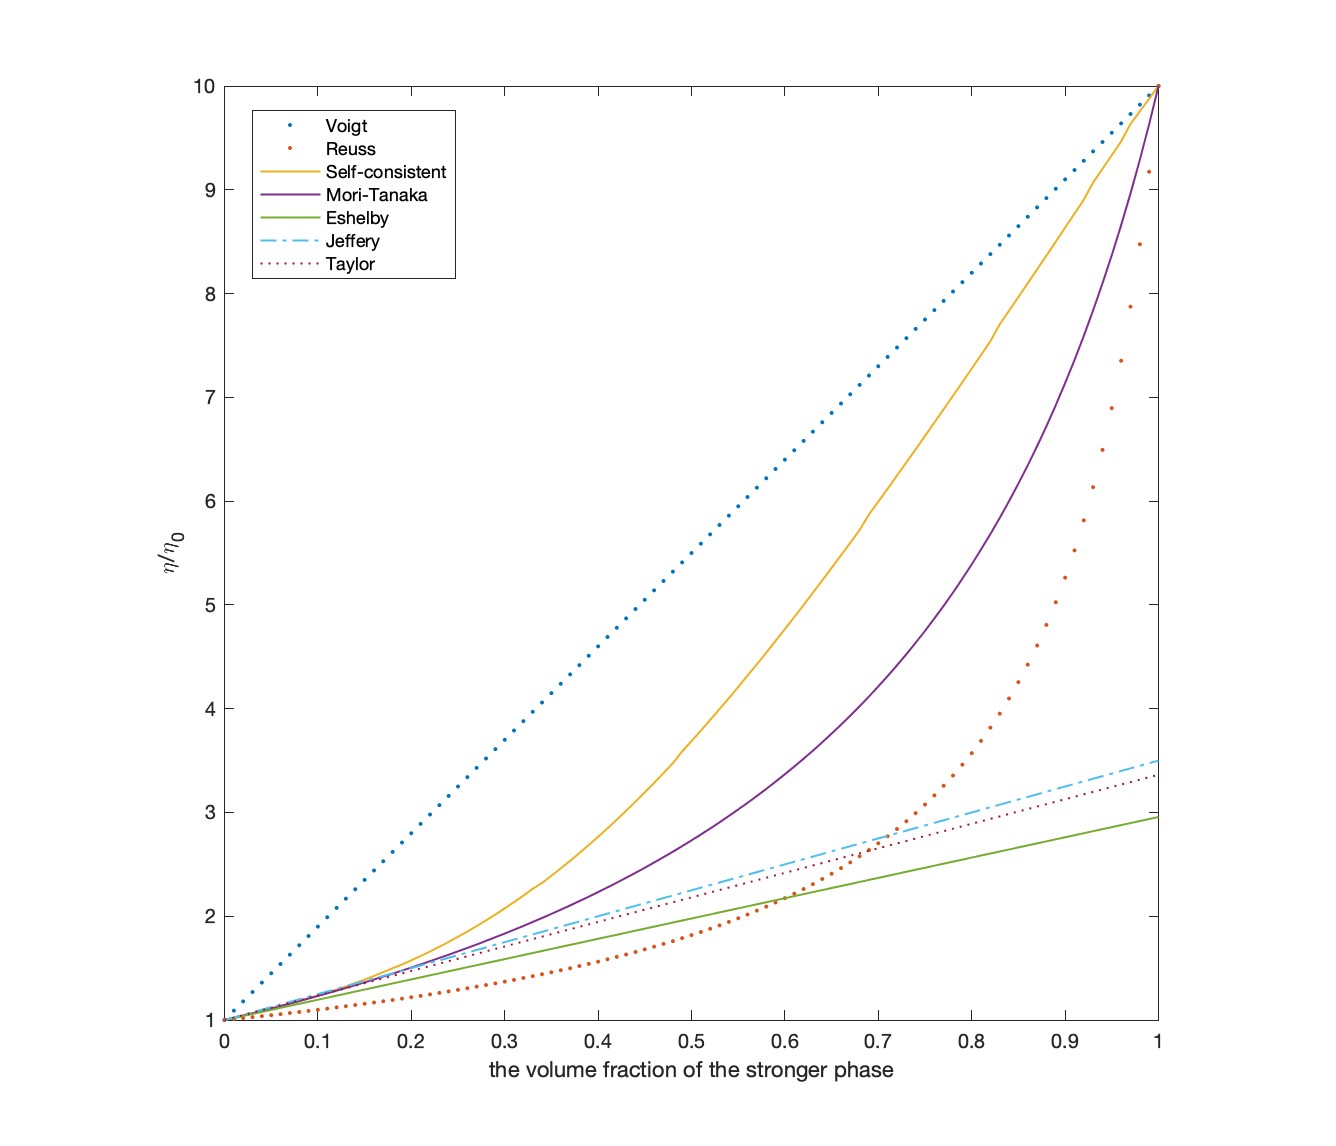 10
9
8
7
6
5
4
3
2
1
Voigt
Reuss
Self-consistent
Mori-Tanaka
Eshelby
Jeffery
Taylor
η/η0
0 0.1 0.2 0.3 0.4 0.5 0.6 0.7 0.8 0.9 1
the volume fraction of the stronger phase